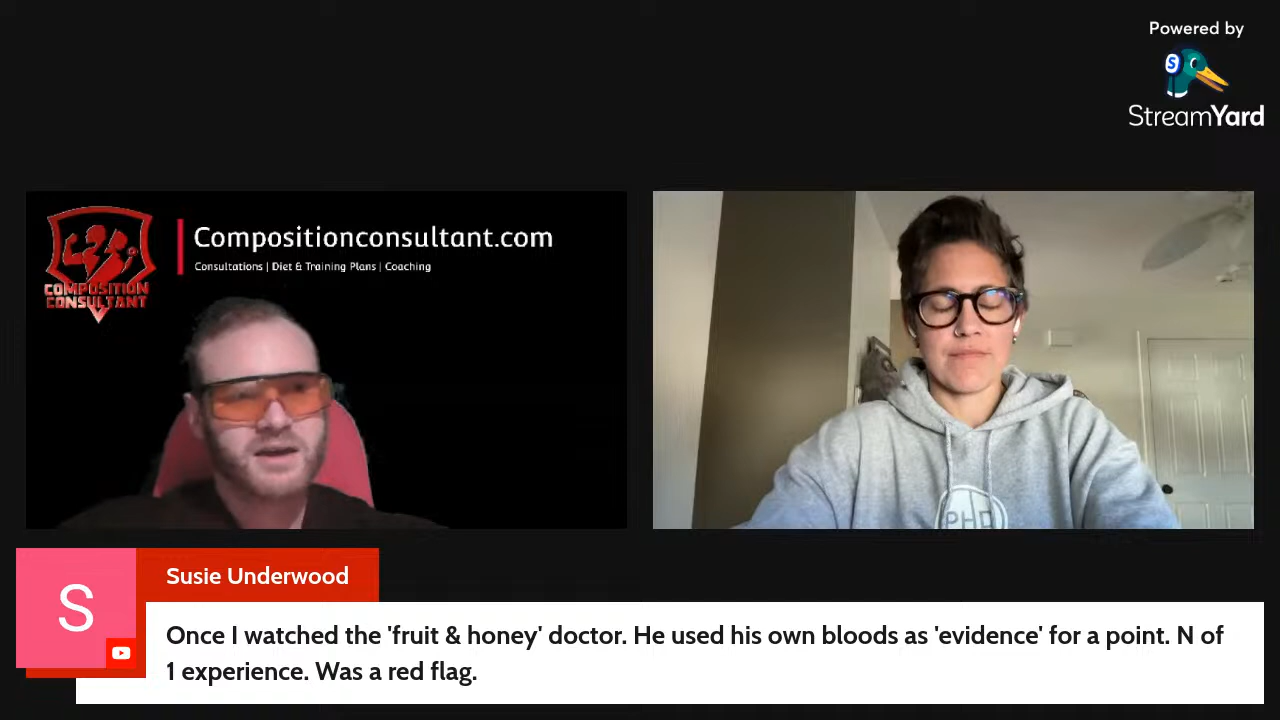 Powered by
S
StreamYard
Compositionconsultant.com
Consultations | Diet & Training Plans | Coaching
COMPOSITION
CONSULTANT
PHD
S
Susie Underwood
Once I watched the 'fruit & honey' doctor. He used his own bloods as 'evidence' for a point. N of
1 experience. Was a red flag.